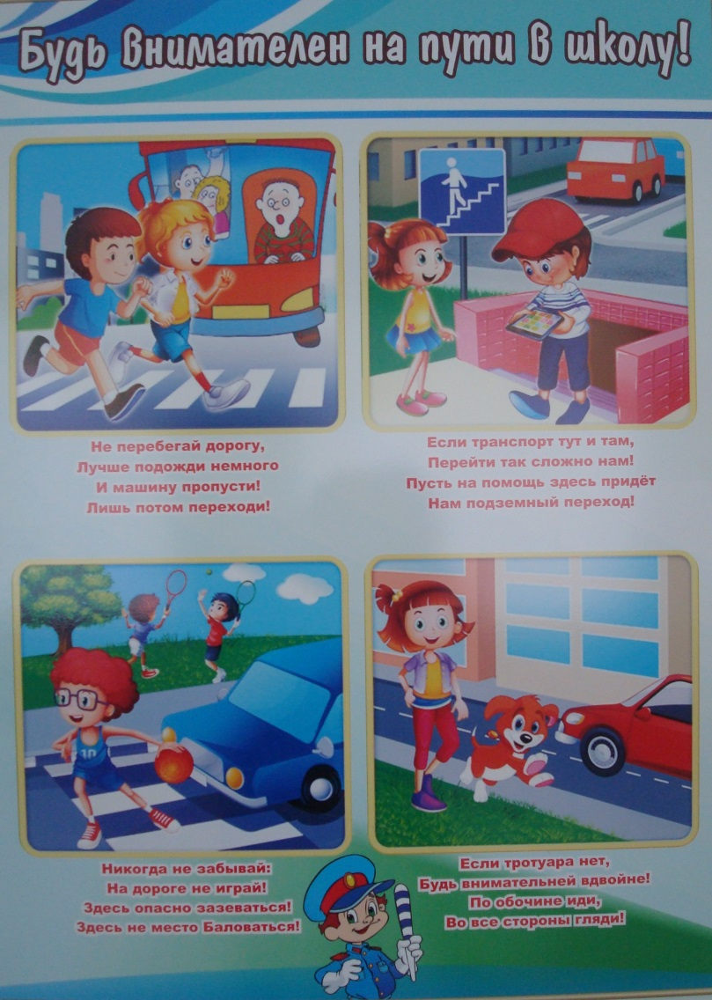 Будь внимателен на пути в школу!
Не перебегай дорогу,
Лучше подожди немного
И машину пропусти!
Лишь потом переходи!
Если транспорт тут и там,
Перейти так сложно нам!
Пусть на помощь здесь придёт
Нам подземный переход!
10
Никогда не забывай:
На дороге не играй!
Здесь опасно зазеваться!
Здесь не место Баловаться!
Если тротуара нет,
Будь внимательней вдвойне!
По обочине иди,
Во все стороны гляди!